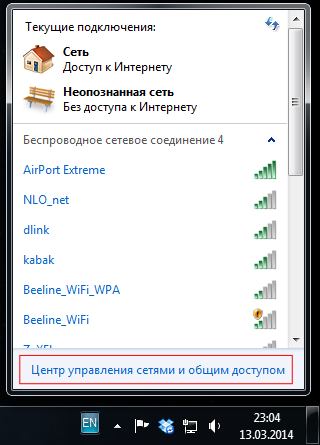 Текущие подключения:
Сеть
Доступ к Интернету
Неопознанная сеть
Без доступа к Интернету
Беспроводное сетевое соединение 4
AirPort Extreme
NLO_net
dlink
kabak
Beeline_WiFi_WPA
Beeline_WiFi
Центр управления сетями и общим доступом
EN
23:04
13.03.2014